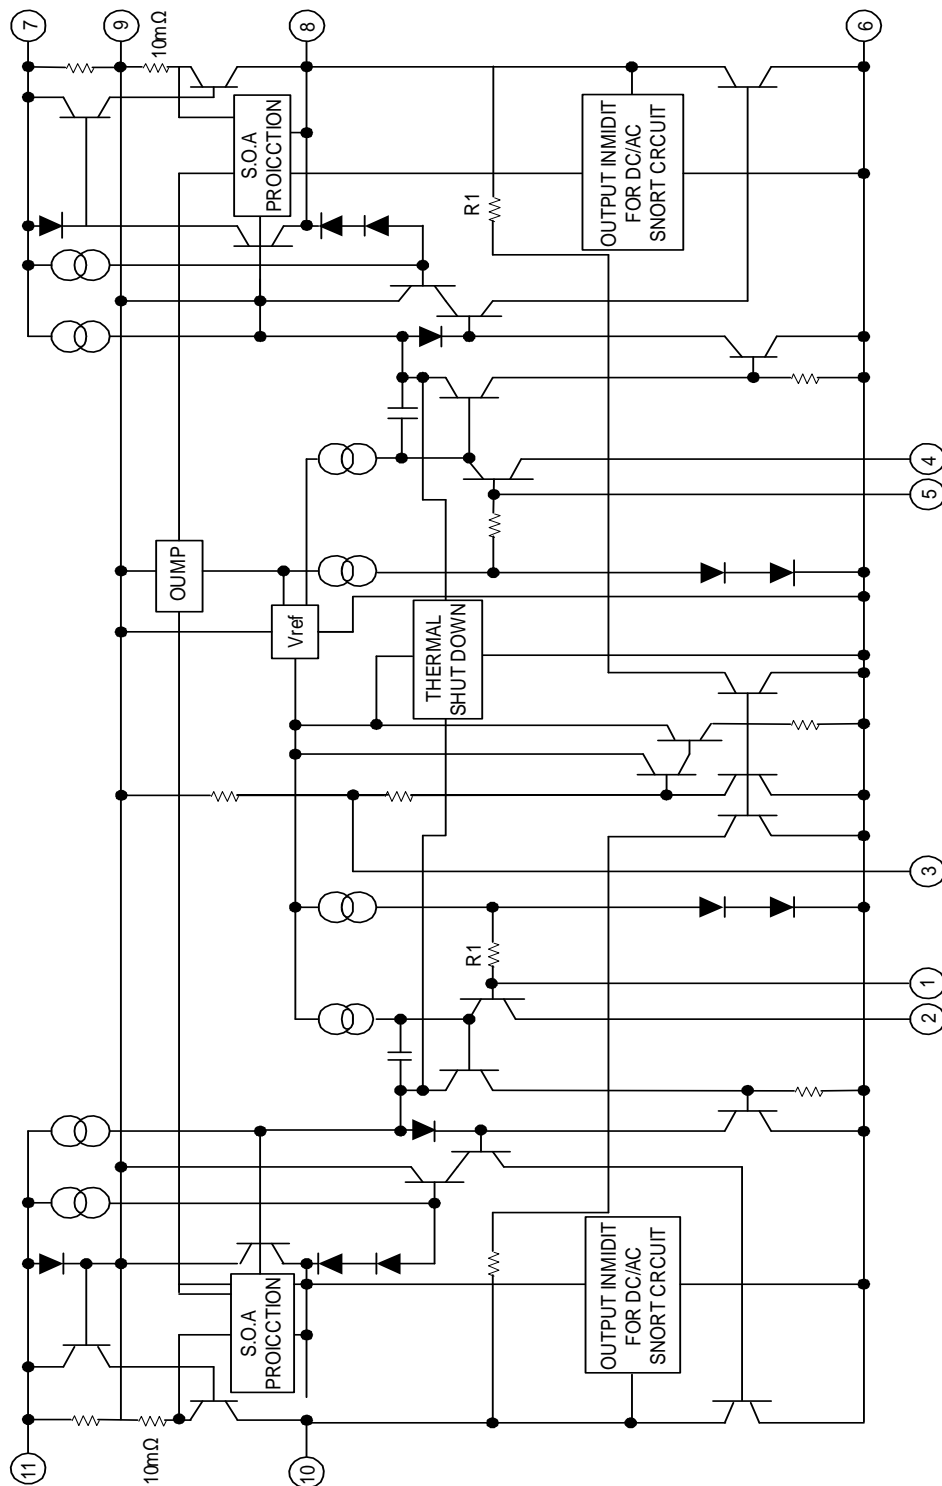 7
9
10mΩ
8
6
S.O.A
PROICCTION
R1
OUTPUT INMIDIT
FOR DC/AC
SNORT CRCUIT
4
5
OUMP
Vref
THERMAL
SHUT DOWN
3
R1
1
2
S.O.A
PROICCTION
OUTPUT INMIDIT
FOR DC/AC
SNORT CRCUIT
11
10mΩ
10